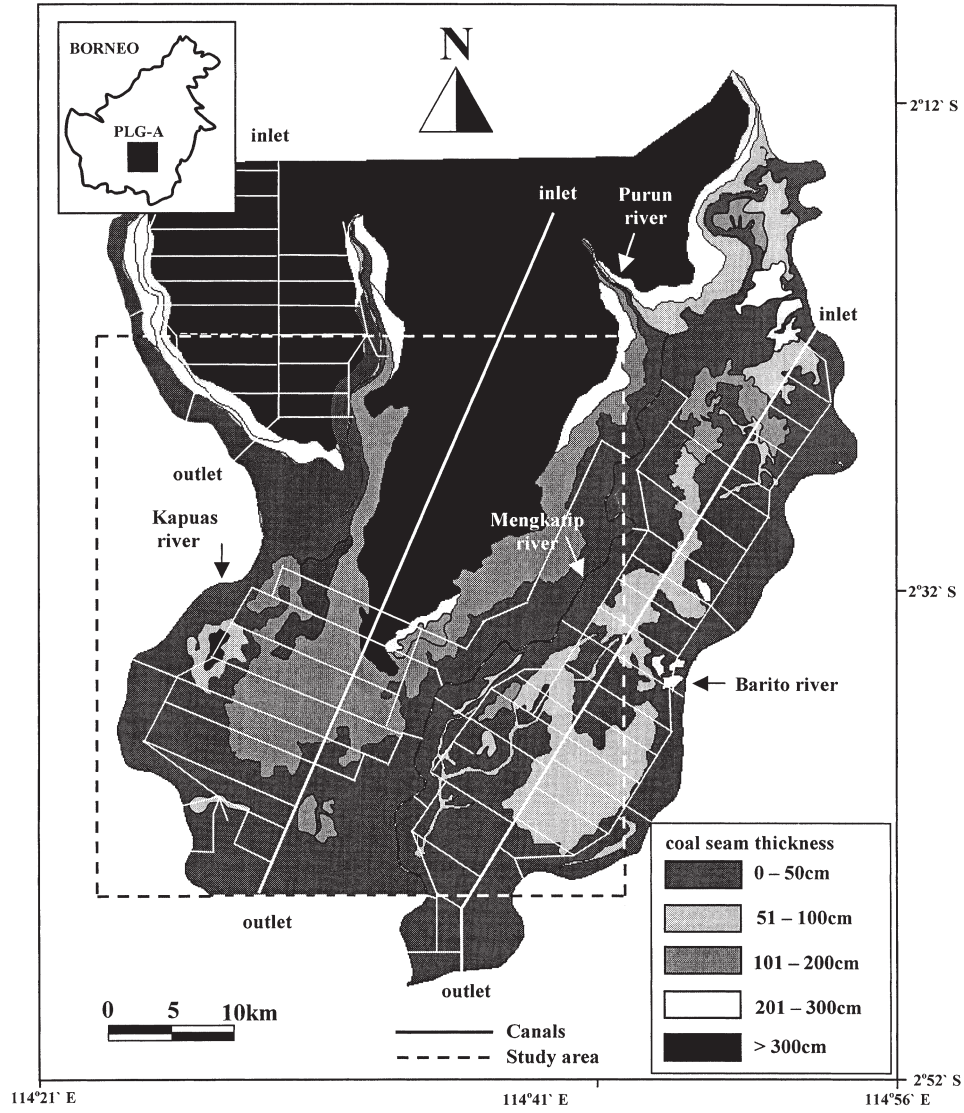 BORNEO
PLG-A
N
inlet
inlet
Purun
river
2°12` S
inlet
outlet
Kapuas
river
Mengkatip
river
2°32` S
Barito river
outlet
outlet
coal seam thickness
0 – 50cm
51 – 100cm
101 – 200cm
201 – 300cm
> 300cm
0 5 10km
Canals
Study area
2°52` S
114°21` E
114°41` E
114°56` E